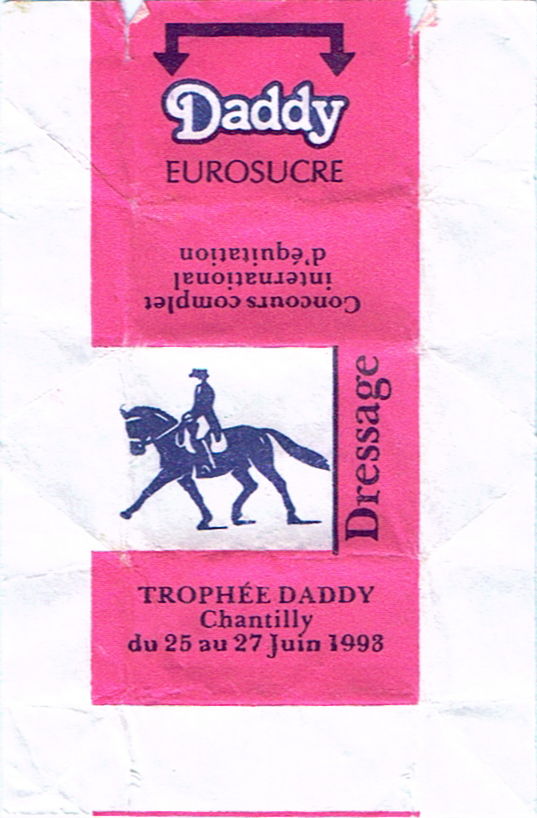 Daddy
EUROSUCRE
Concours complet
international
d'équitation
Dressage
TROPHÉE DADDY
Chantilly
du 25 au 27 Juin 1993